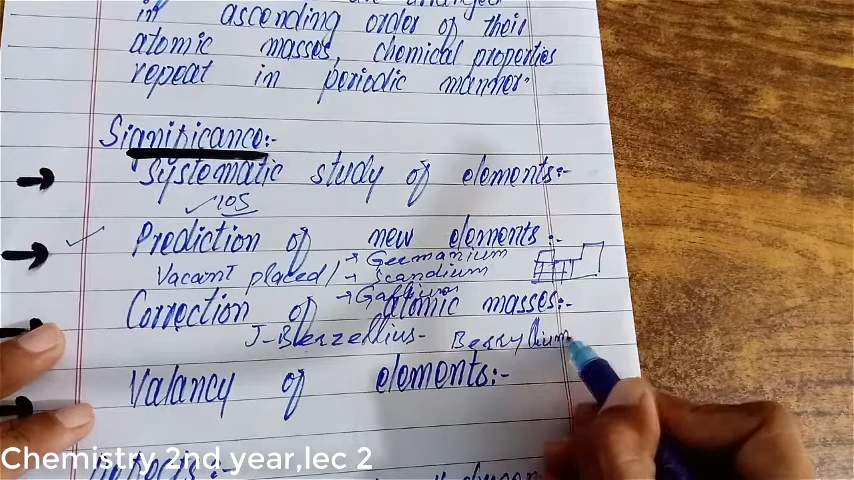 in ascending order of their
atomic masses, chemical properties
repeat in periodic manner.
Significance:-
Systematic study of elements:-
105
Prediction of new elements:-
Vacant placed/ → Germanium
→ Scandium
→ Gallium
Correction of atomic masses:-
J-Berzellius- Beryllium
Valancy of elements:-
Chemistry 2nd year,lec 2